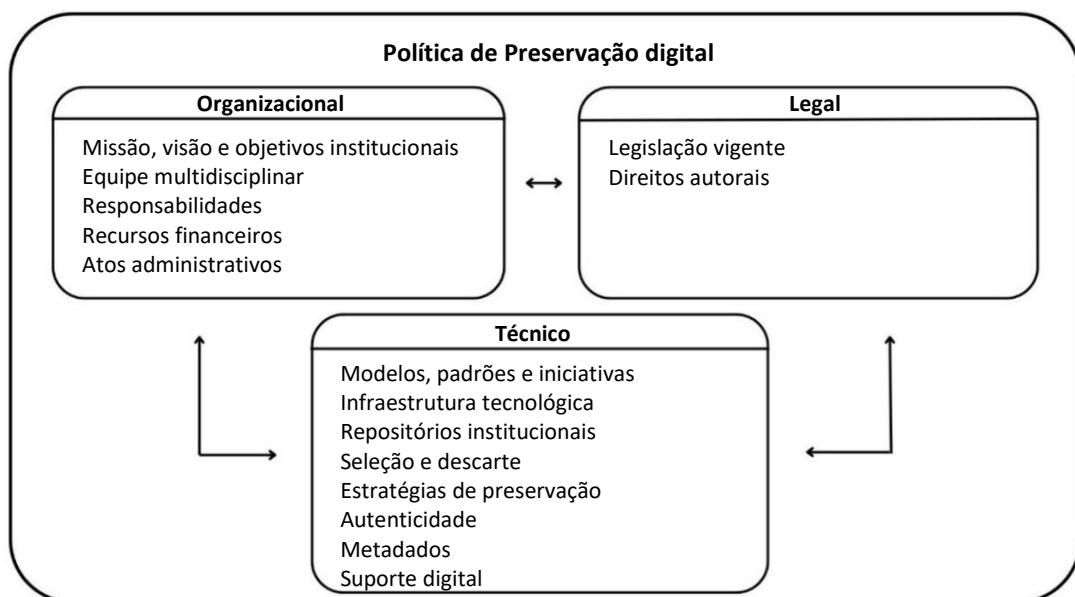 Política de Preservação digital
Organizacional
Missão, visão e objetivos institucionais
Equipe multidisciplinar
Responsabilidades
Recursos financeiros
Atos administrativos
Legal
Legislação vigente
Direitos autorais
Técnico
Modelos, padrões e iniciativas
Infraestrutura tecnológica
Repositórios institucionais
Seleção e descarte
Estratégias de preservação
Autenticidade
Metadados
Suporte digital